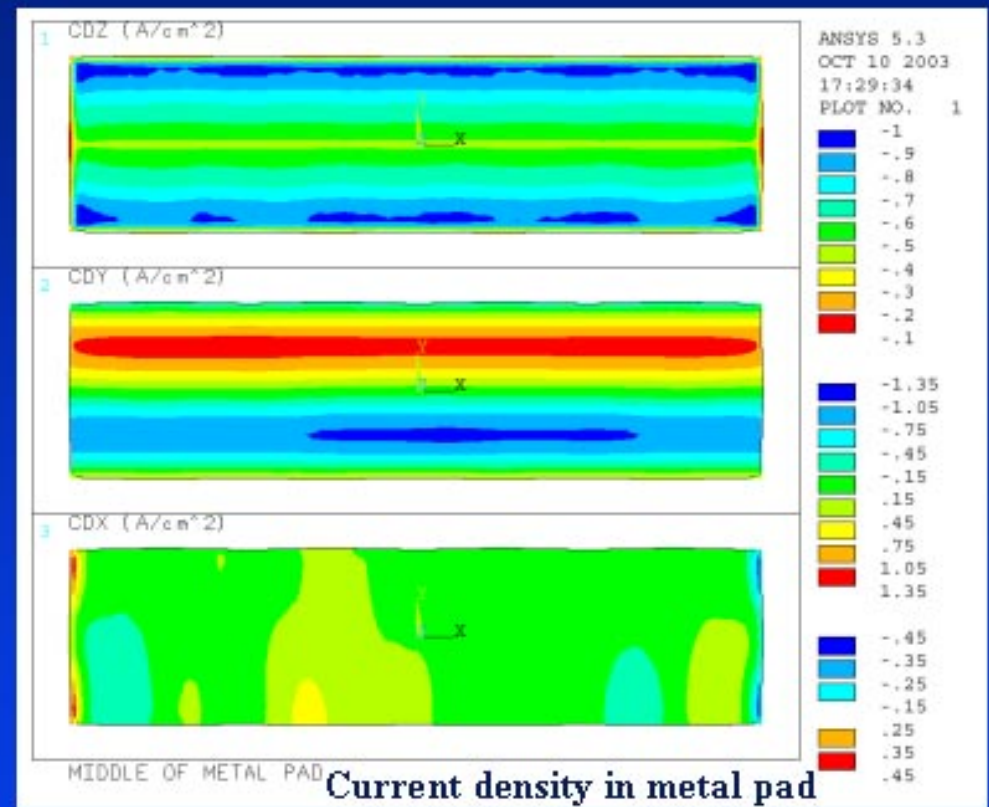 1 CDZ (A/cm^2)
Y
X
2 CDY (A/cm^2)
Y
X
3 CDX (A/cm^2)
Y
X
MIDDLE OF METAL PAD
Current density in metal pad
ANSYS 5.3
OCT 10 2003
17:29:34
PLOT NO. 1
-1
-.9
-.8
-.7
-.6
-.5
-.4
-.3
-.2
-.1
-1.35
-1.05
-.75
-.45
-.15
.15
.45
.75
1.05
1.35
-.45
-.35
-.25
-.15
.25
.35
.45